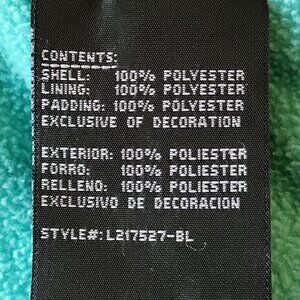 CONTENTS:
SHELL: 100% POLYESTER
LINING: 100% POLYESTER
PADDING: 100% POLYESTER
EXCLUSIVE OF DECORATION
EXTERIOR: 100% POLIESTER
FORRO: 100% POLIESTER
RELLENO: 100% POLIESTER
EXCLUSIVO DE DECORACION
STYLE#: L217527-BL